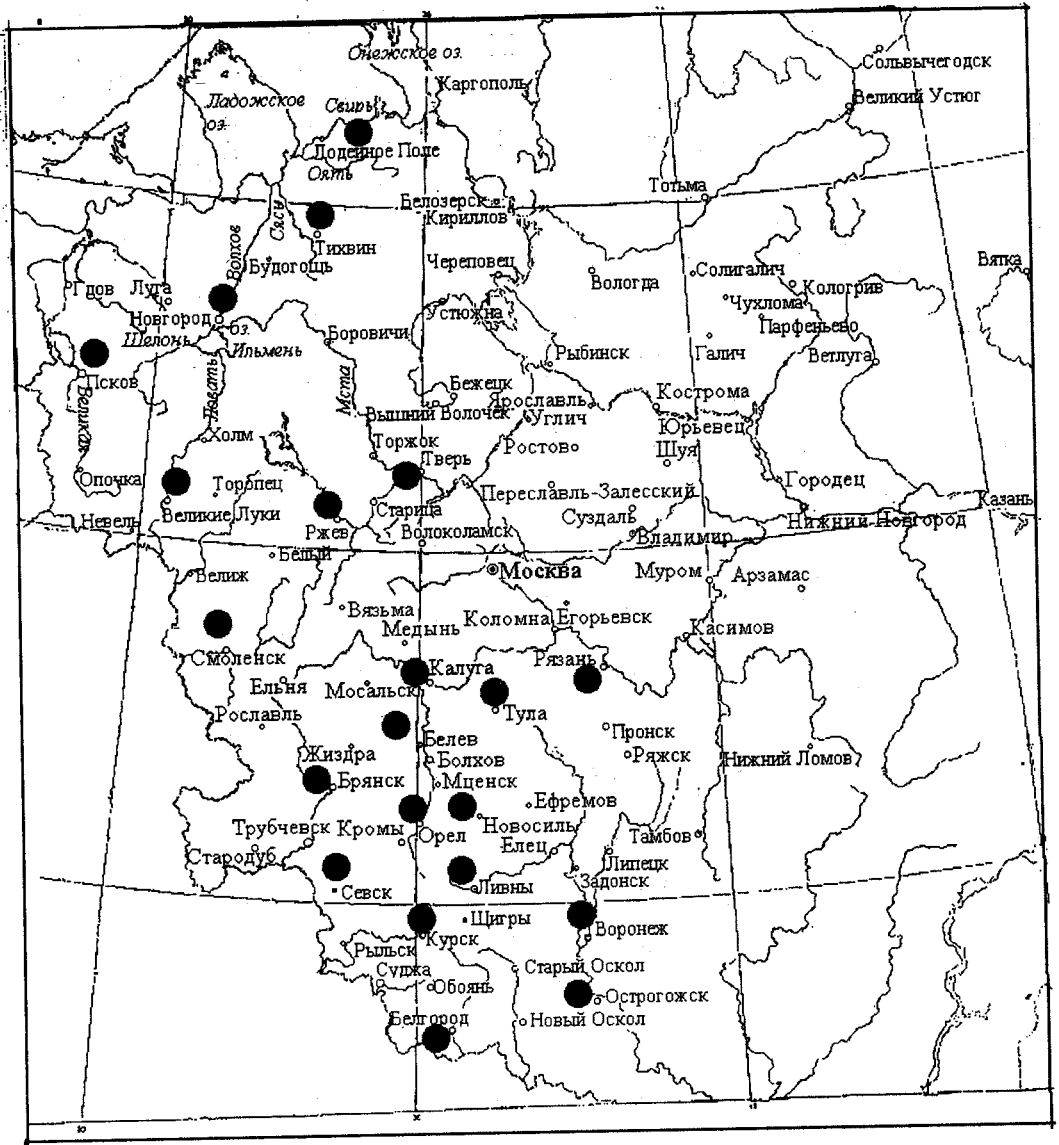 Онежское оз.
Сольвычегодск
Каргополь
Великий Устюг
Ладожское
оз.
Свирь
Лодейное Поле
Оять
Тотьма
Белозерск
Кириллов
Сясь
Волхов
Тихвин
Будогощь
Череповец
Вологда
Солигалич
Вятка
Гдов
Луга
Кологрив
Чухлома
Новгород
оз.
Ильмень
Шелонь
Боровичи
Устюжна
Парфеньево
Рыбинск
Галич
Ветлуга
Псков
Великая
Ловать
Мста
Бежецк
Вышний Волочек
Ярославль
Углич
Кострома
Юрьевец
Холм
Торжок
Ростов
Шуя
Тверь
Опочка
Торопец
Переславль-Залесский
Городец
Казань
Невель
Великие Луки
Старица
Суздаль
Нижний Новгород
Ржев
Волоколамск
Владимир
Белый
Велиж
Москва
Муром
Арзамас
Вязьма
Коломна
Егорьевск
Медынь
Касимов
Смоленск
Калуга
Рязань
Ельня
Мосальск
Рославль
Тула
Пронск
Белев
Жиздра
Болхов
Ряжск
Нижний Ломов
Брянск
Мценск
Ефремов
Трубчевск
Кромы
Орел
Новосиль
Тамбов
Елец
Стародуб
Липецк
Задонск
Севск
Ливны
Щигры
Воронеж
Рыльск
Курск
Суджа
Старый Оскол
Обоянь
Острогожск
Белгород
Новый Оскол